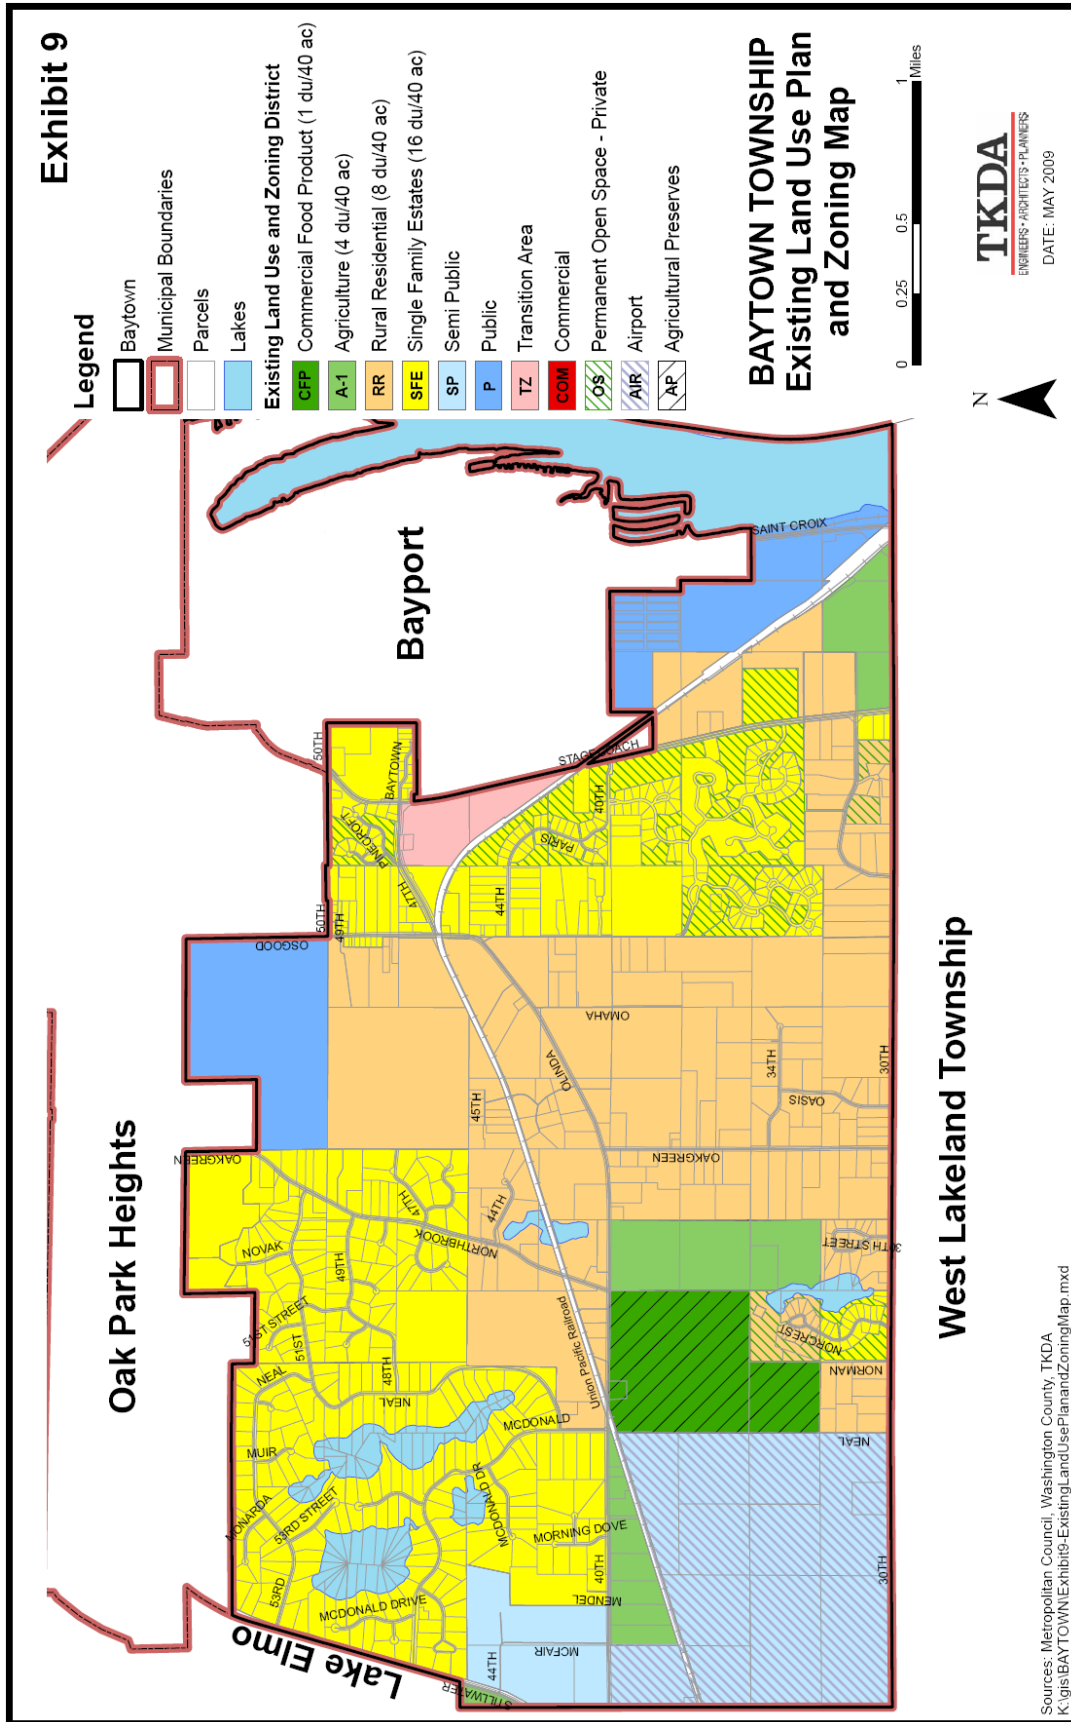 Exhibit 9
Legend
Baytown
Municipal Boundaries
Parcels
Lakes
Existing Land Use and Zoning District
CFP Commercial Food Product (1 du/40 ac)
A-1 Agriculture (4 du/40 ac)
RR Rural Residential (8 du/40 ac)
SFE Single Family Estates (16 du/40 ac)
SP Semi Public
P Public
TZ Transition Area
COM Commercial
OS Permanent Open Space - Private
AIR Airport
AP Agricultural Preserves
BAYTOWN TOWNSHIP
Existing Land Use Plan
and Zoning Map
0 0.25 0.5 1
Miles
N
TKDA
ENGINEERS • ARCHITECTS • PLANNERS
DATE: MAY 2009
Oak Park Heights
Bayport
Lake Elmo
West Lakeland Township
SAINT CROIX
STAGECOACH
50TH
BAYTOWN
PINECROFT
47TH
50TH
49TH
OSGOOD
PARIS
40TH
44TH
OMAHA
OLINDA
45TH
34TH
OASIS
30TH
OAKGREEN
OAKGREEN
47TH
44TH
NORTHBROOK
NOVAK
49TH
51ST STREET
51ST
48TH
NEAL
NEAL
MUIR
MONARDA
53RD STREET
53RD
MCDONALD DRIVE
MCDONALD
MCDONALD DR
MORNING DOVE
40TH
MENDEL
MCFAIR
44TH
STILLWATER
Union Pacific Railroad
30TH STREET
NORCREST
NORMAN
NEAL
30TH
Sources: Metropolitan Council, Washington County, TKDA
K:\gis\BAYTOWN\Exhibit9-ExistingLandUsePlanandZoningMap.mxd